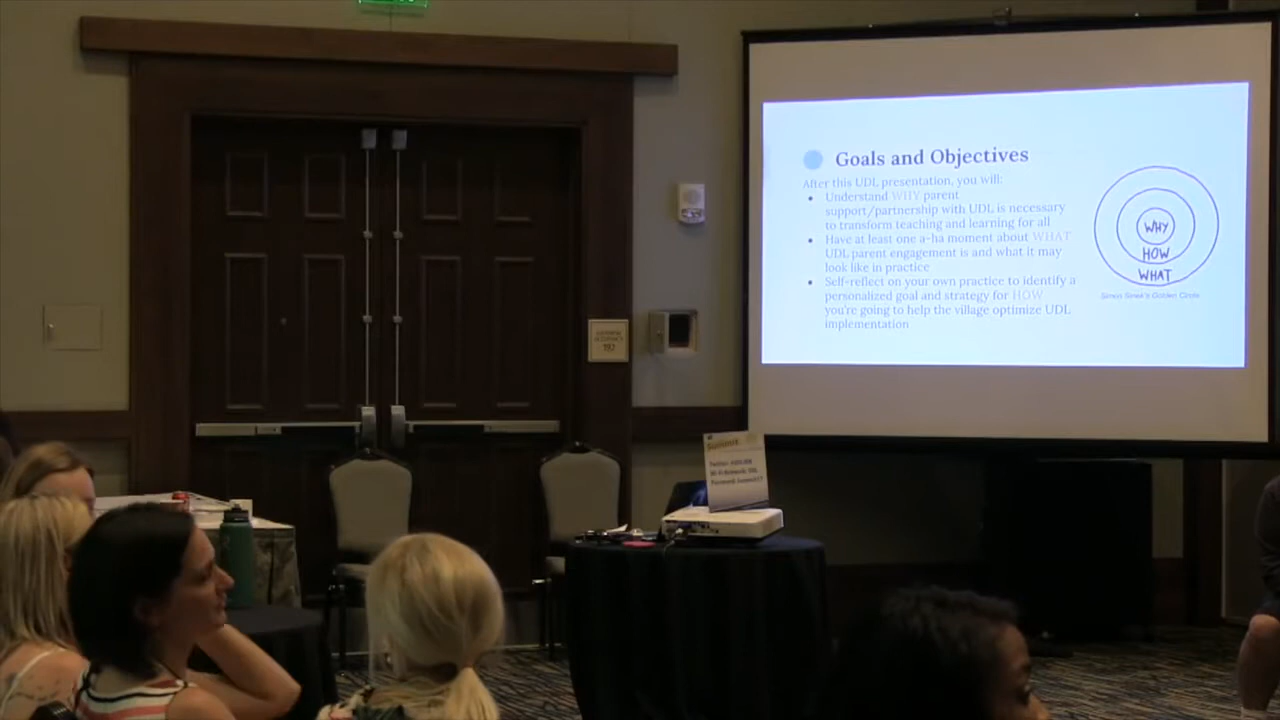 Goals and Objectives
After this UDL presentation, you will:
Understand WHY parent
support/partnership with UDL is necessary
to transform teaching and learning for all
Have at least one a-ha moment about WHAT
UDL parent engagement is and what it may
look like in practice
Self-reflect on your own practice to identify a
personalized goal and strategy for HOW
you're going to help the village optimize UDL
implementation
WHY
HOW
WHAT
Simon Sinek's Golden Circle
Summit